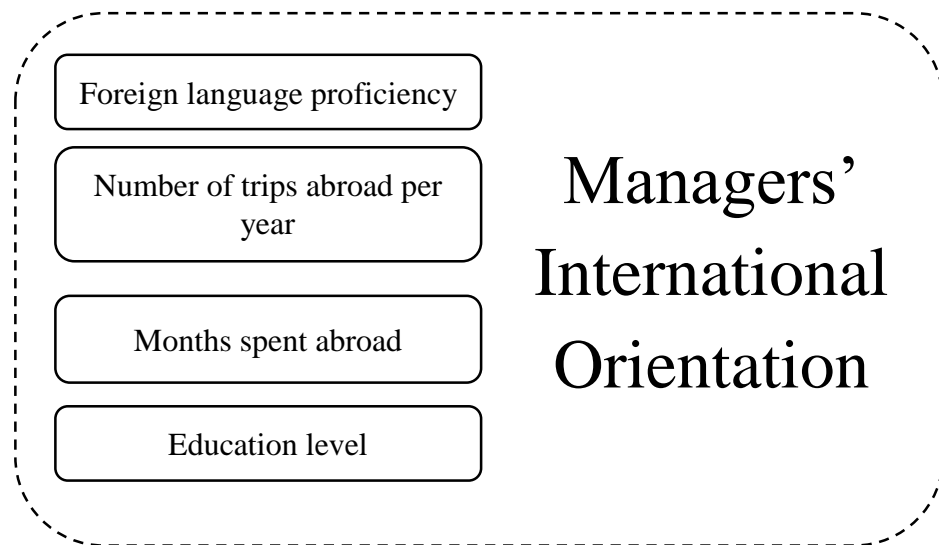 Foreign language proficiency
Number of trips abroad per
year
Months spent abroad
Education level
Managers’
International
Orientation